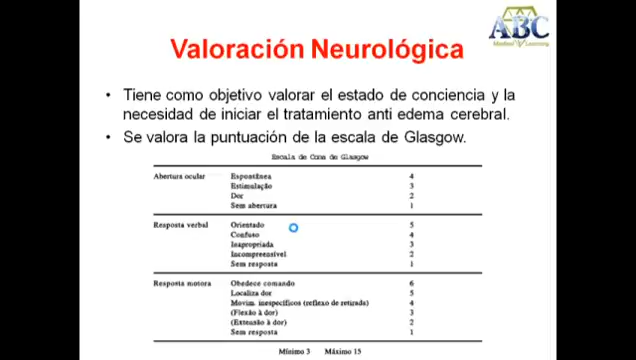 ABC
Medical Learning
Valoración Neurológica
• Tiene como objetivo valorar el estado de conciencia y la
necesidad de iniciar el tratamiento anti edema cerebral.
• Se valora la puntuación de la escala de Glasgow.
Escala de Coma de Glasgow
Abertura ocular Espontânea 4
Estimulação 3
Dor 2
Sem abertura 1
Resposta verbal Orientado 5
Confuso 4
Inapropriada 3
Incompreensível 2
Sem resposta 1
Resposta motora Obedece comando 6
Localiza dor 5
Movim. inespecíficos (reflexo de retirada) 4
(Flexão à dor) 3
(Extensão à dor) 2
Sem resposta 1
Mínimo 3 Máximo 15